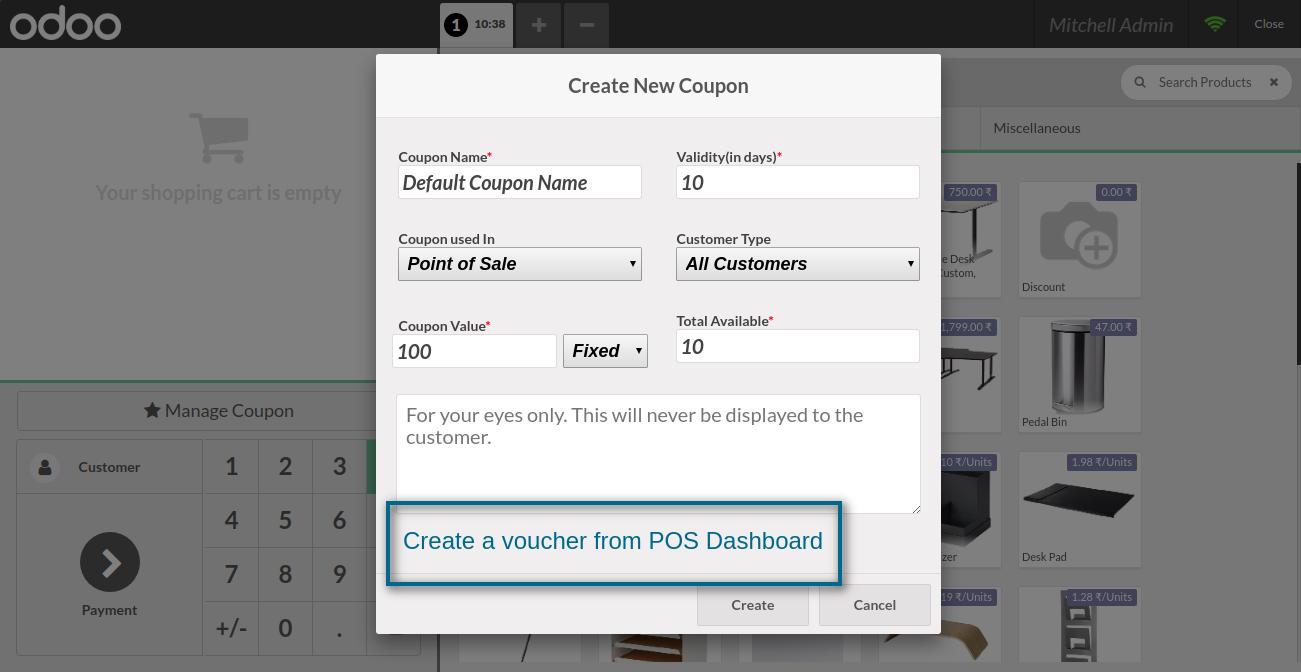 odoo
1 10:38 + −
Mitchell Admin
Close
Create New Coupon
Search Products ×
Miscellaneous
Your shopping cart is empty
Coupon Name*
Validity(in days)*
Default Coupon Name
10
Coupon used In
Customer Type
Point of Sale
All Customers
Coupon Value*
Total Available*
100
Fixed
10
For your eyes only. This will never be displayed to the
customer.
Create a voucher from POS Dashboard
Create
Cancel
Manage Coupon
Customer
1 2 3
4 5 6
7 8 9
+/- 0 .
Payment
750.00 ₹
0.00 ₹
e Desk
Custom,
Discount
1,799.00 ₹
47.00 ₹
Pedal Bin
10 ₹/Units
1.98 ₹/Units
zer
Desk Pad
19 ₹/Units
1.28 ₹/Units